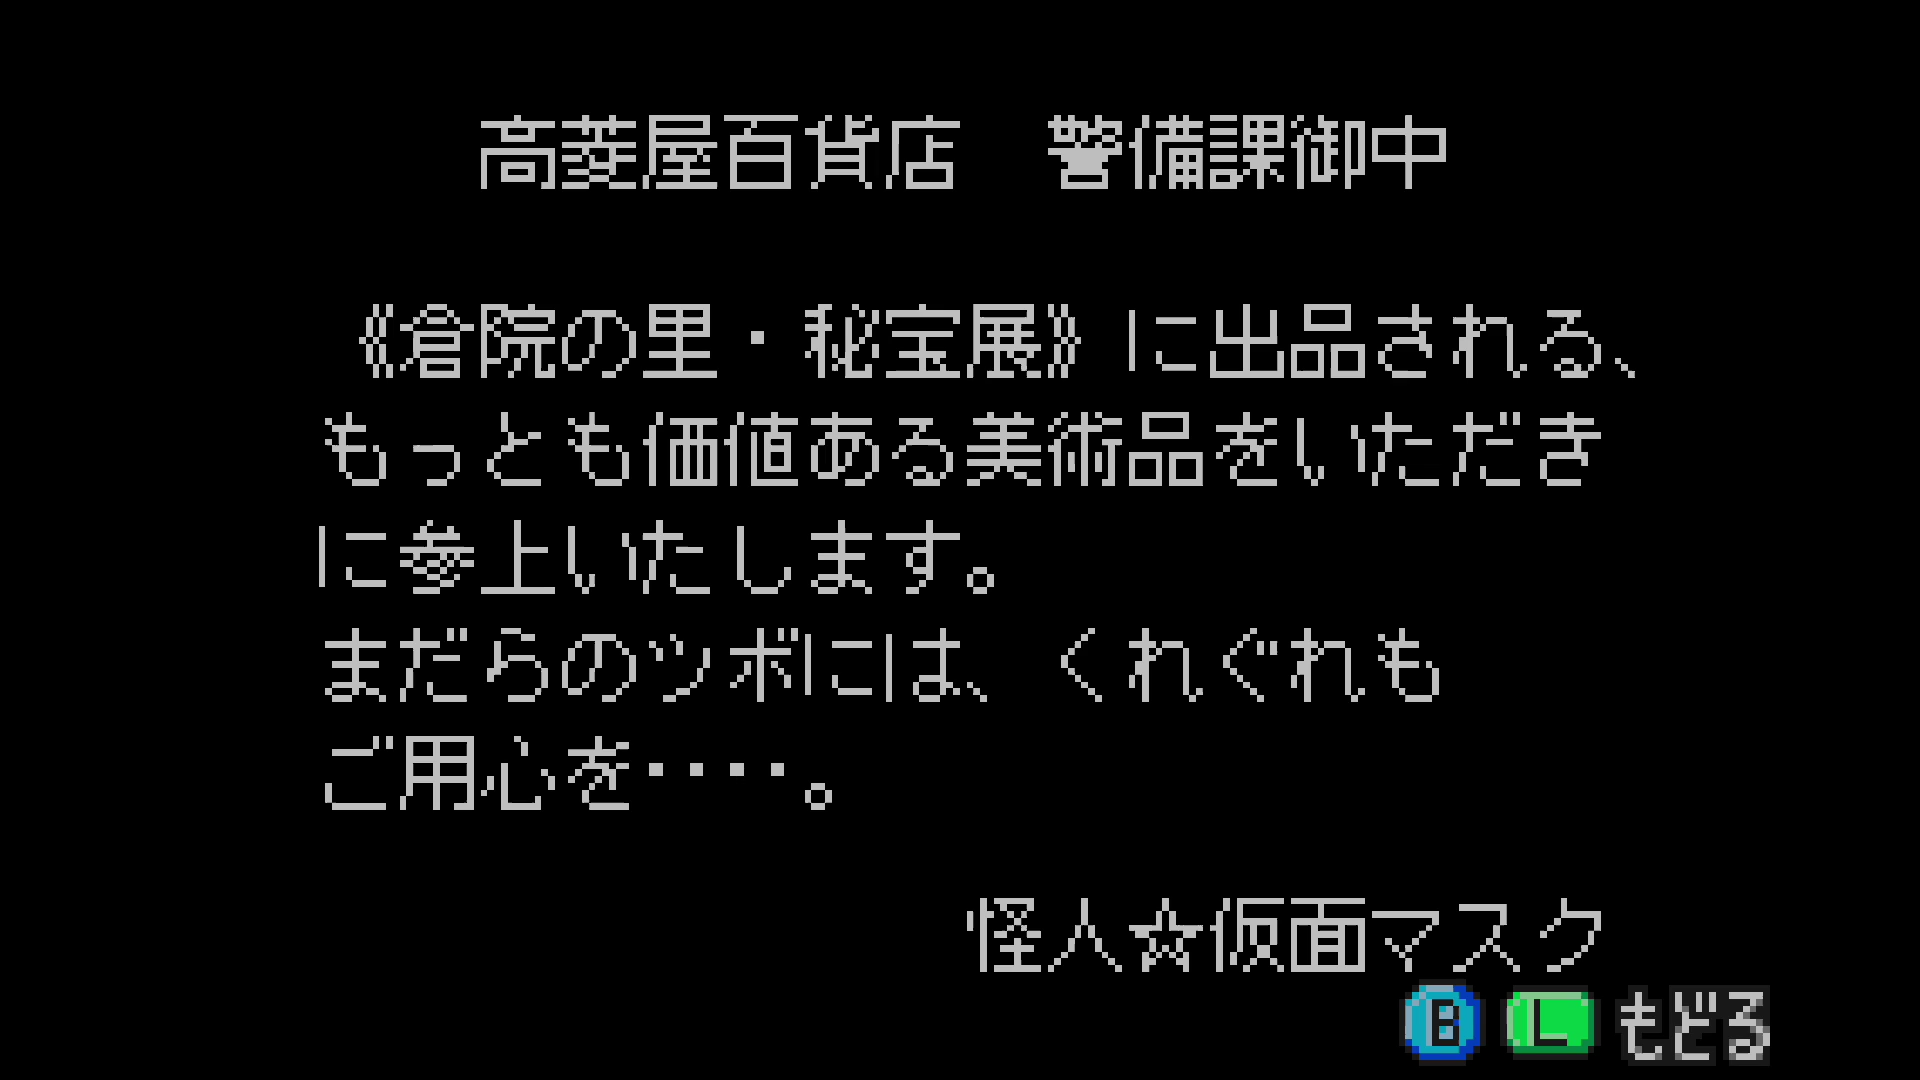 高菱屋百貨店　警備課御中
《倉院の里・秘宝展》に出品される、
もっとも価値ある美術品をいただき
に参上いたします。
まだらのツボには、くれぐれも
ご用心を・・・・。
怪人☆仮面マスク
B L もどる